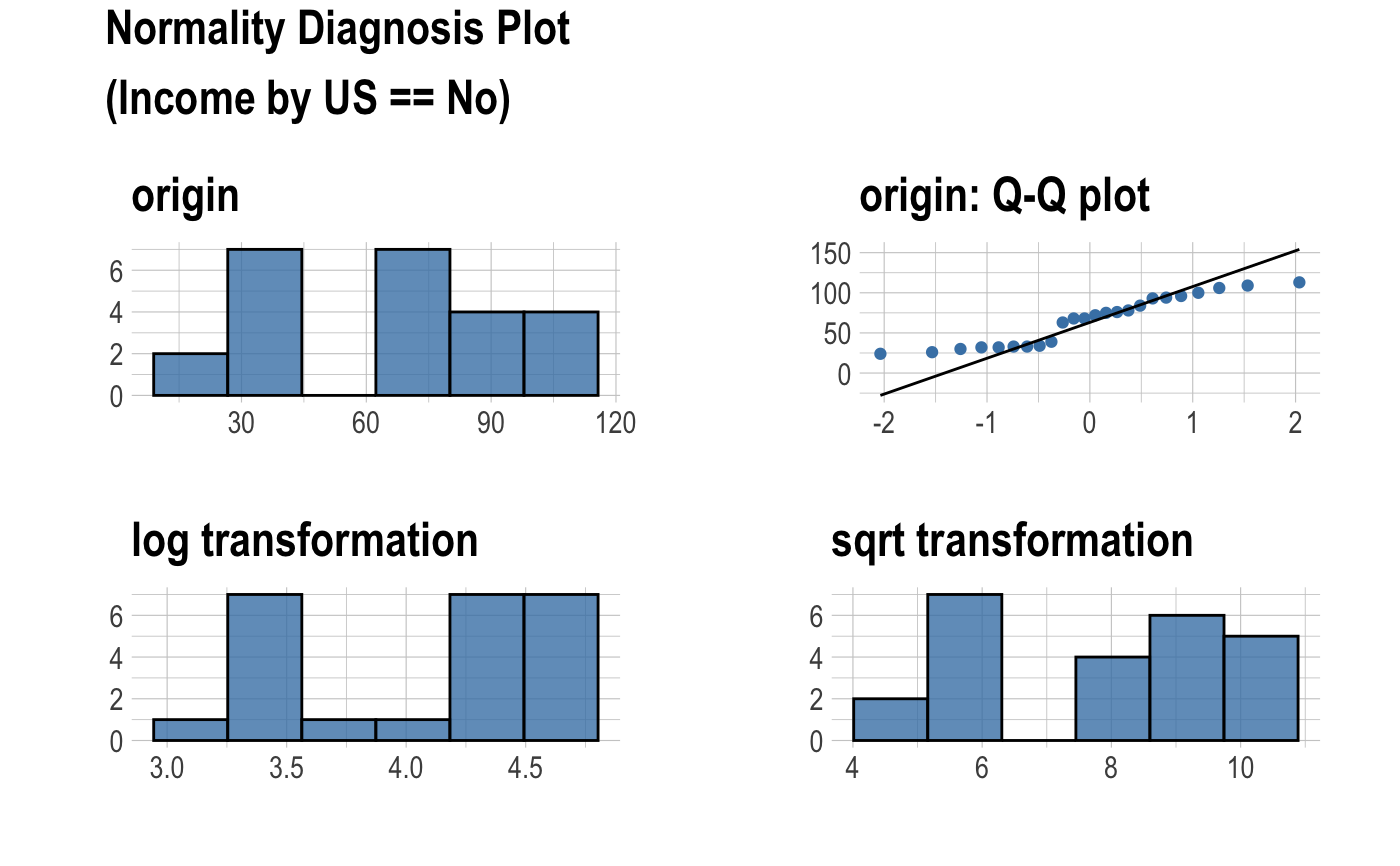 Normality Diagnosis Plot
(Income by US == No)
origin
6
4
2
0
30 60 90 120
origin: Q-Q plot
150
100
50
0
-2 -1 0 1 2
log transformation
6
4
2
0
3.0 3.5 4.0 4.5
sqrt transformation
6
4
2
0
4 6 8 10